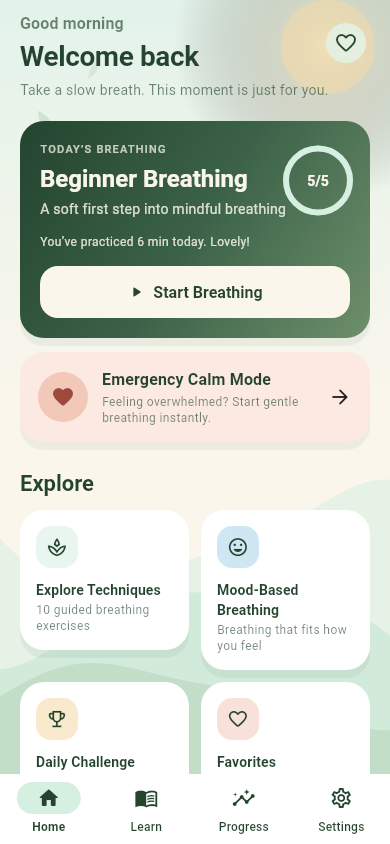 Good morning
Welcome back
Take a slow breath. This moment is just for you.
TODAY'S BREATHING
Beginner Breathing
A soft first step into mindful breathing
5/5
You've practiced 6 min today. Lovely!
Start Breathing
Emergency Calm Mode
Feeling overwhelmed? Start gentle
breathing instantly.
Explore
Explore Techniques
10 guided breathing
exercises
Mood-Based
Breathing
Breathing that fits how
you feel
Daily Challenge
Favorites
Home
Learn
Progress
Settings